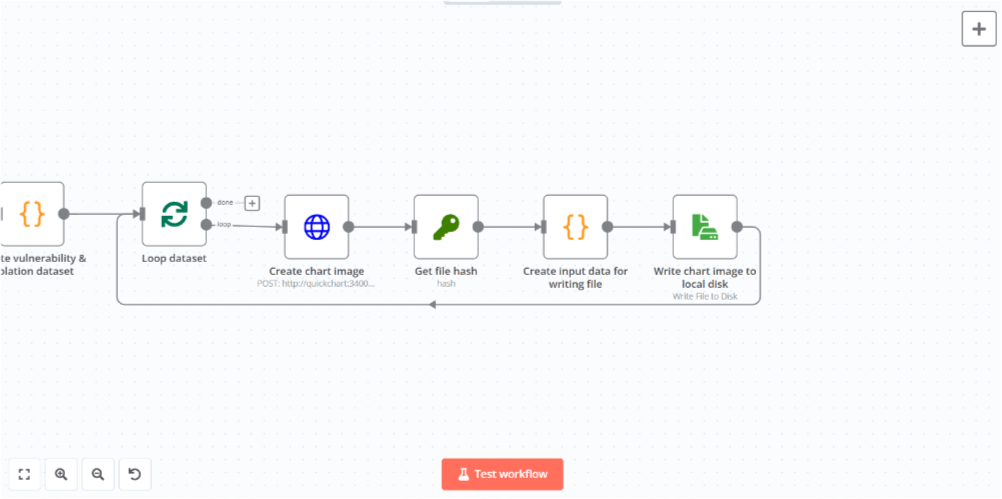 done
loop
te vulnerability &
olation dataset
Loop dataset
Create chart image
POST: http://quickchart:3400...
Get file hash
hash
Create input data for
writing file
Write chart image to
local disk
Write File to Disk
Test workflow